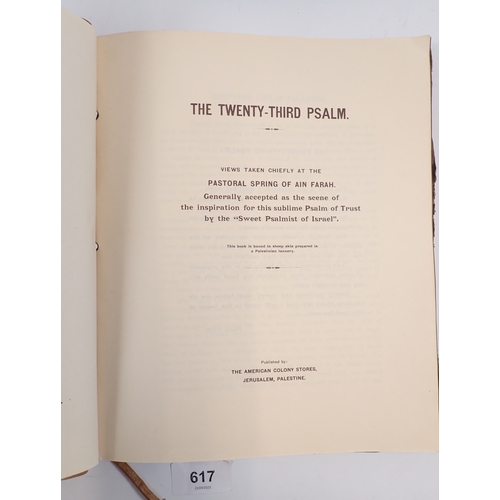 THE TWENTY-THIRD PSALM.
VIEWS TAKEN CHIEFLY AT THE
PASTORAL SPRING OF AIN FARAH.
Generally accepted as the scene of
the inspiration for this sublime Psalm of Trust
by the "Sweet Psalmist of Israel".
This book is bound in sheep skin prepared in
a Palestinian tannery.
Published by:
THE AMERICAN COLONY STORES,
JERUSALEM, PALESTINE.
617